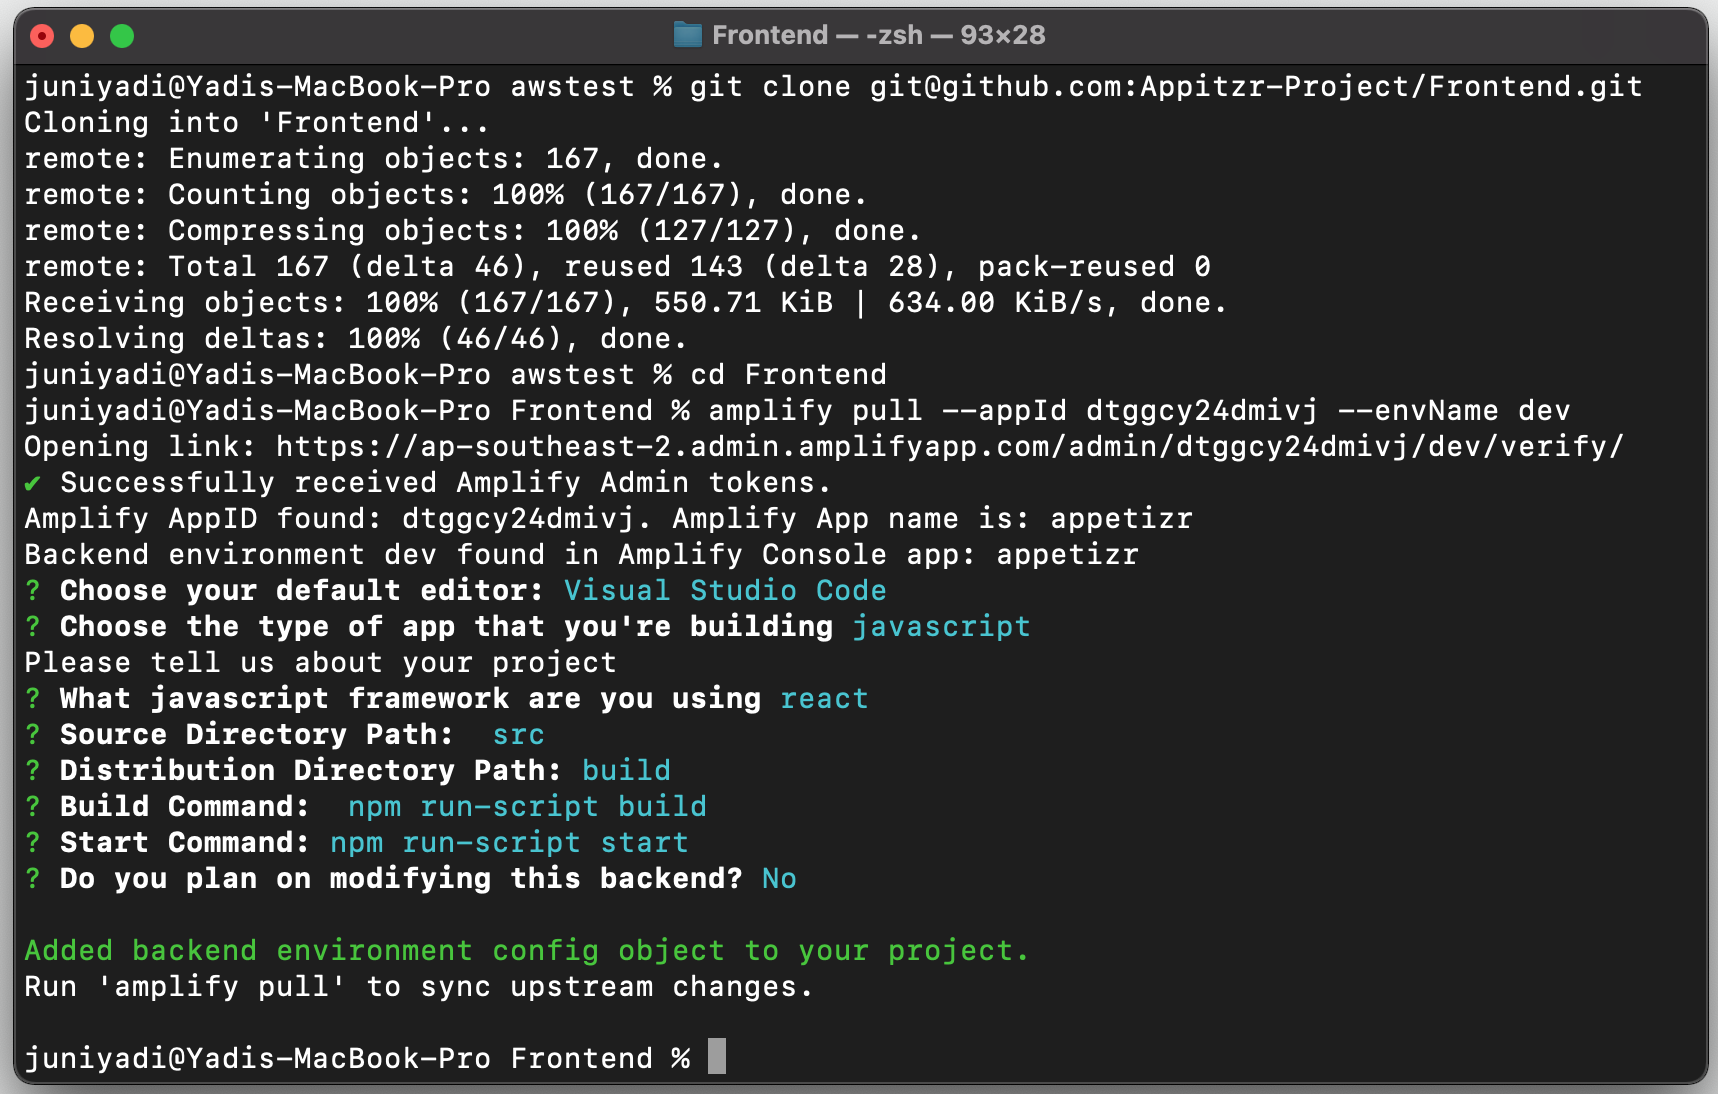 Frontend — -zsh — 93×28
juniyadi@Yadis-MacBook-Pro awstest % git clone git@github.com:Appitzr-Project/Frontend.git
Cloning into 'Frontend'...
remote: Enumerating objects: 167, done.
remote: Counting objects: 100% (167/167), done.
remote: Compressing objects: 100% (127/127), done.
remote: Total 167 (delta 46), reused 143 (delta 28), pack-reused 0
Receiving objects: 100% (167/167), 550.71 KiB | 634.00 KiB/s, done.
Resolving deltas: 100% (46/46), done.
juniyadi@Yadis-MacBook-Pro awstest % cd Frontend
juniyadi@Yadis-MacBook-Pro Frontend % amplify pull --appId dtggcy24dmivj --envName dev
Opening link: https://ap-southeast-2.admin.amplifyapp.com/admin/dtggcy24dmivj/dev/verify/
✔ Successfully received Amplify Admin tokens.
Amplify AppID found: dtggcy24dmivj. Amplify App name is: appetizr
Backend environment dev found in Amplify Console app: appetizr
? Choose your default editor: Visual Studio Code
? Choose the type of app that you're building javascript
Please tell us about your project
? What javascript framework are you using react
? Source Directory Path:  src
? Distribution Directory Path: build
? Build Command:  npm run-script build
? Start Command: npm run-script start
? Do you plan on modifying this backend? No
Added backend environment config object to your project.
Run 'amplify pull' to sync upstream changes.
juniyadi@Yadis-MacBook-Pro Frontend %